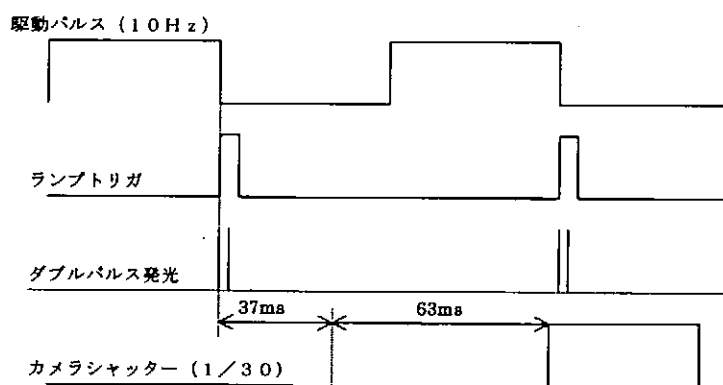 駆動パルス（１０Ｈｚ）
ランプトリガ
ダブルパルス発光
37ms
63ms
カメラシャッター（１／３０）